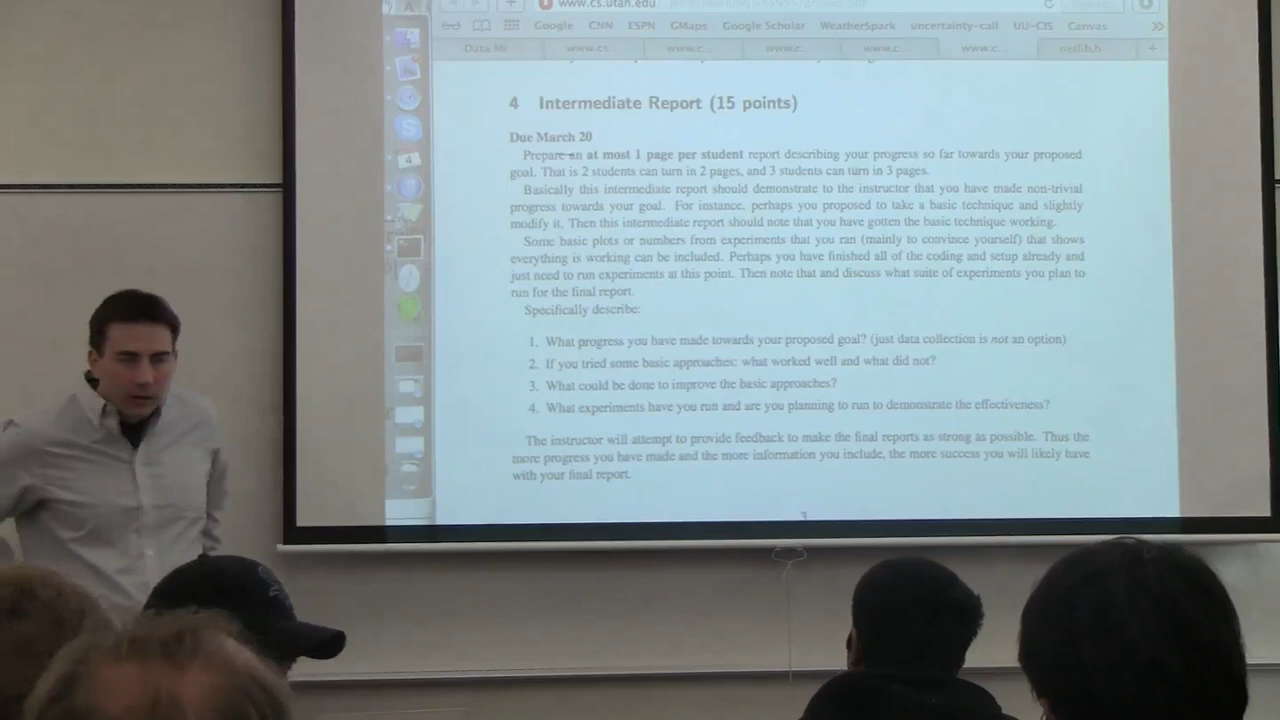 www.cs.utah.edu
Google CNN ESPN GMaps Google Scholar WeatherSpark uncertainty-call UU-CIS Canvas
Data Mi www.cs www.c... www.c... www.c... www.c... netlib.b
4 Intermediate Report (15 points)
Due March 20
Prepare an at most 1 page per student report describing your progress so far towards your proposed
goal. That is 2 students can turn in 2 pages, and 3 students can turn in 3 pages.
Basically this intermediate report should demonstrate to the instructor that you have made non-trivial
progress towards your goal. For instance, perhaps you proposed to take a basic technique and slightly
modify it. Then this intermediate report should note that you have gotten the basic technique working.
Some basic plots or numbers from experiments that you ran (mainly to convince yourself) that shows
everything is working can be included. Perhaps you have finished all of the coding and setup already and
just need to run experiments at this point. Then note that and discuss what suite of experiments you plan to
run for the final report.
Specifically describe:
1. What progress you have made towards your proposed goal? (just data collection is not an option)
2. If you tried some basic approaches: what worked well and what did not?
3. What could be done to improve the basic approaches?
4. What experiments have you run and are you planning to run to demonstrate the effectiveness?
The instructor will attempt to provide feedback to make the final reports as strong as possible. Thus the
more progress you have made and the more information you include, the more success you will likely have
with your final report.
3